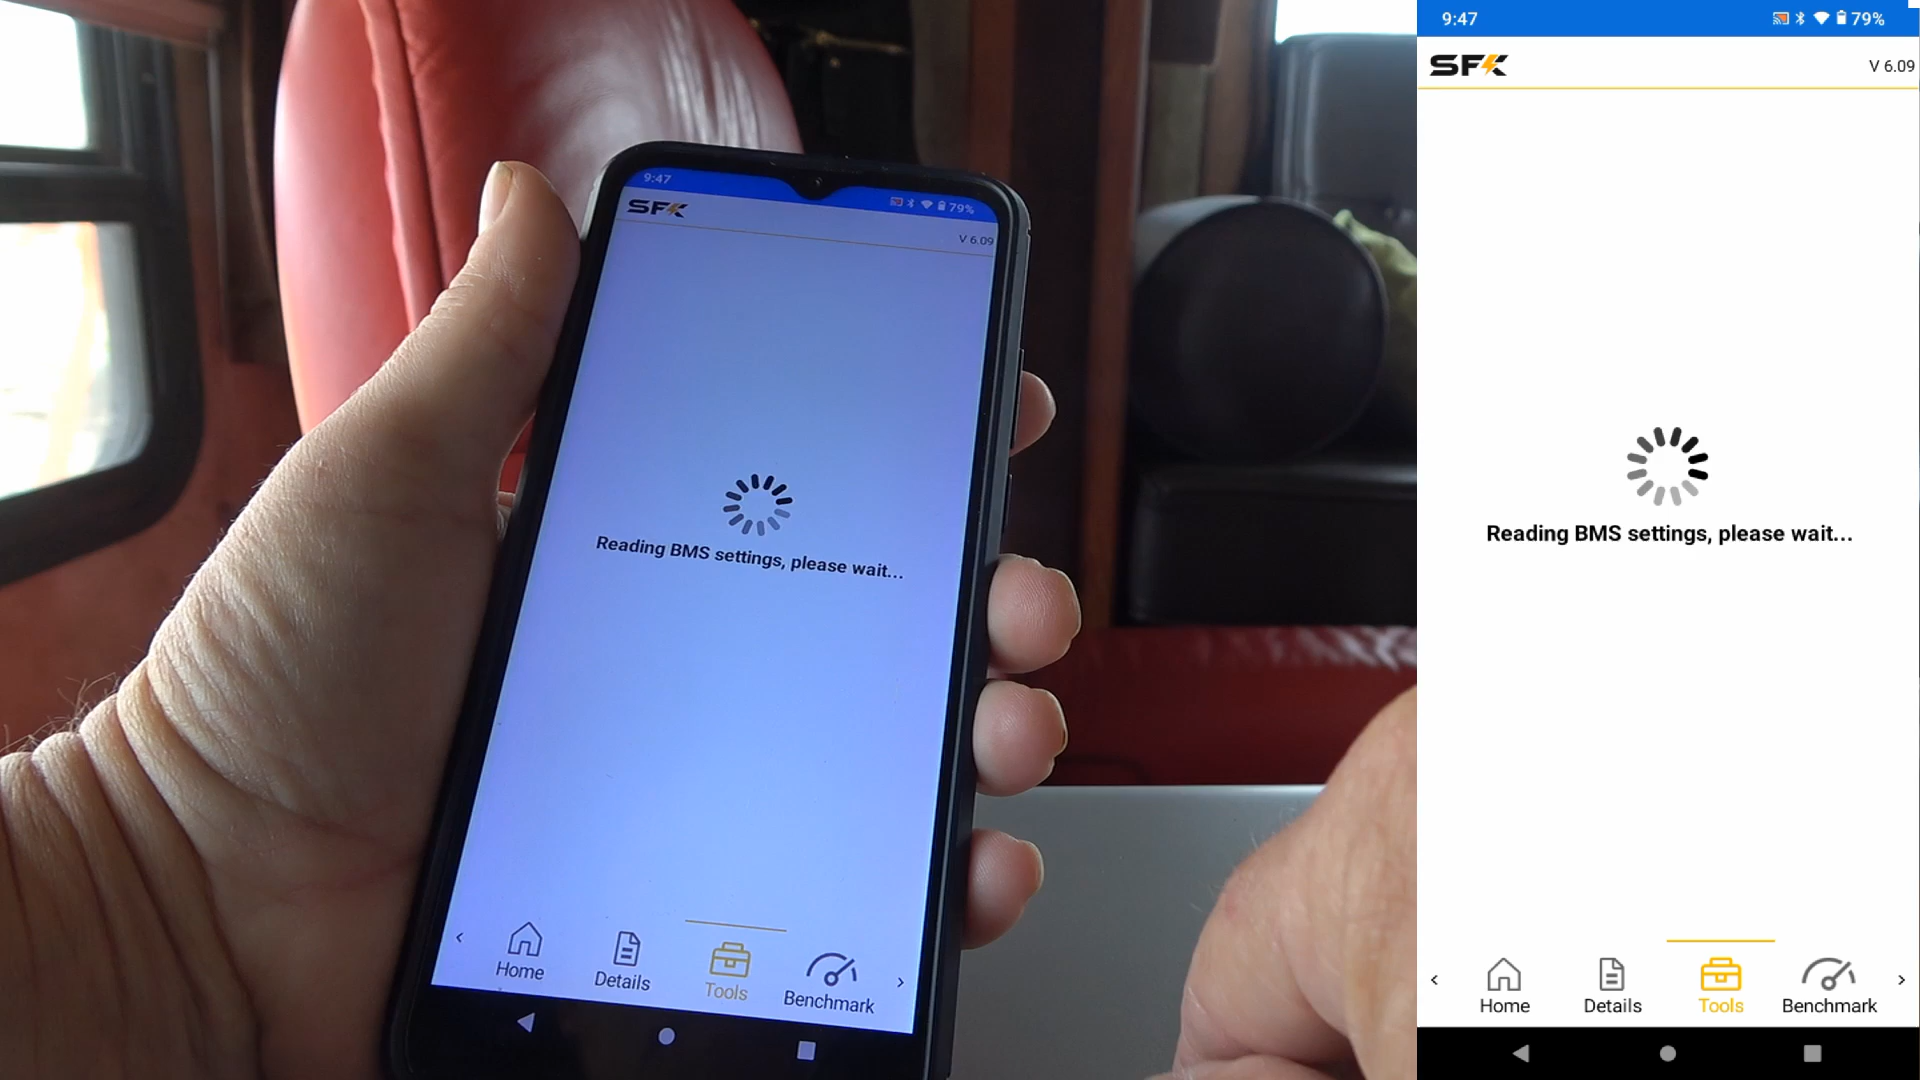 9:47
79%
SFK
V 6.09
Reading BMS settings, please wait...
Home
Details
Tools
Benchmark
9:47
79%
SFK
V 6.09
Reading BMS settings, please wait...
Home
Details
Tools
Benchmark